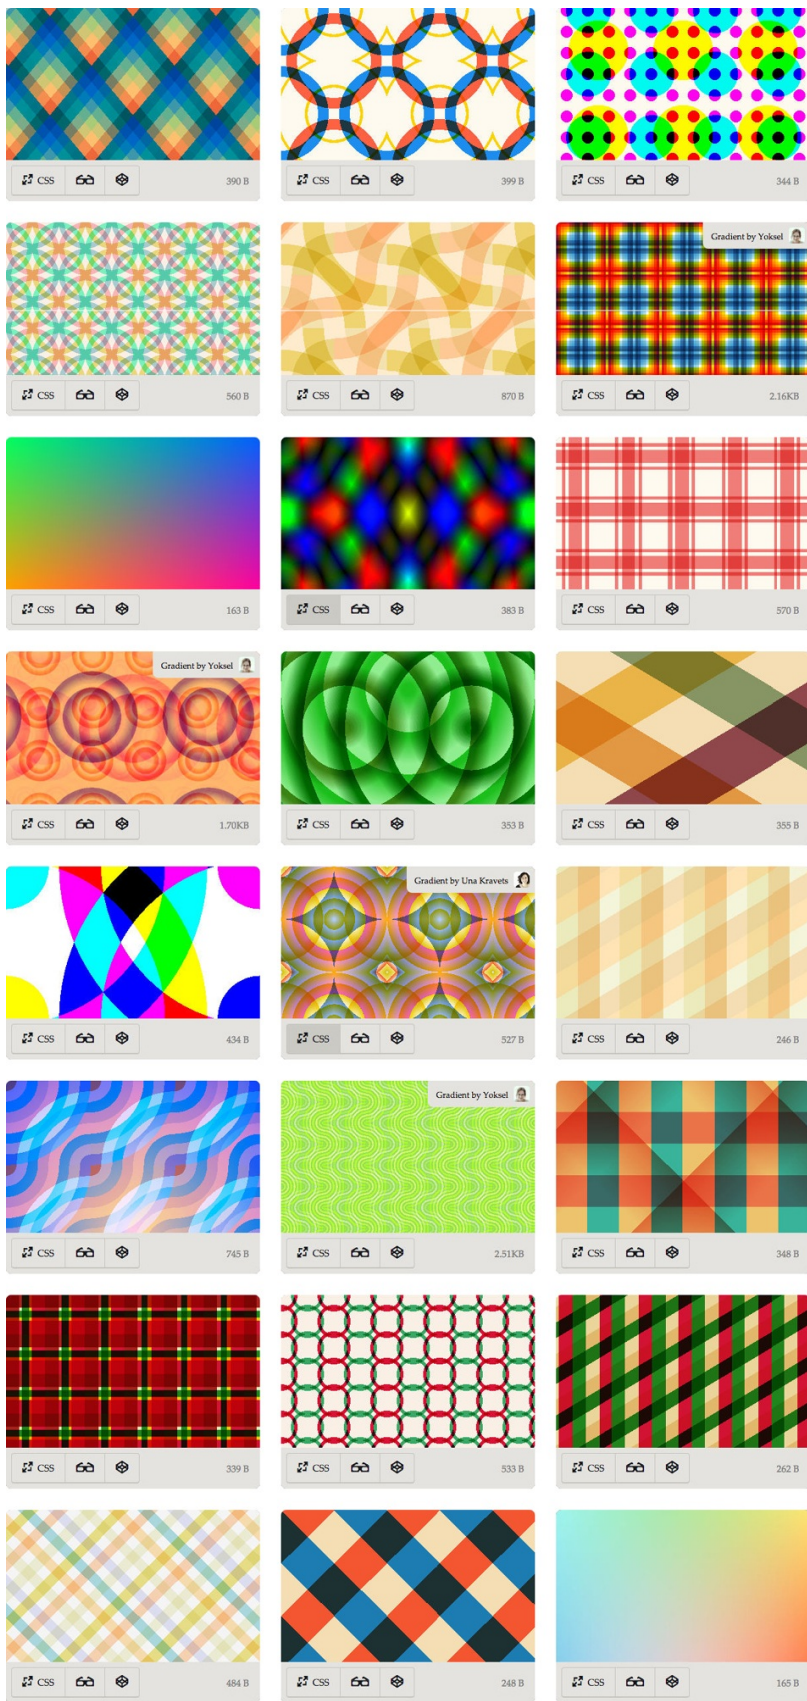 CSS 390 B
CSS 399 B
CSS 344 B
Gradient by Yoksel
CSS 560 B
CSS 870 B
CSS 2.16KB
CSS 163 B
CSS 383 B
CSS 570 B
Gradient by Yoksel
CSS 1.70KB
CSS 353 B
CSS 355 B
Gradient by Una Kravets
CSS 434 B
CSS 527 B
CSS 246 B
Gradient by Yoksel
CSS 745 B
CSS 2.51KB
CSS 348 B
CSS 339 B
CSS 533 B
CSS 262 B
CSS 484 B
CSS 248 B
CSS 165 B